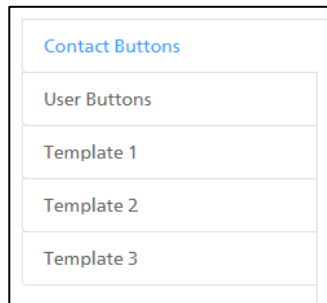 Contact Buttons
User Buttons
Template 1
Template 2
Template 3